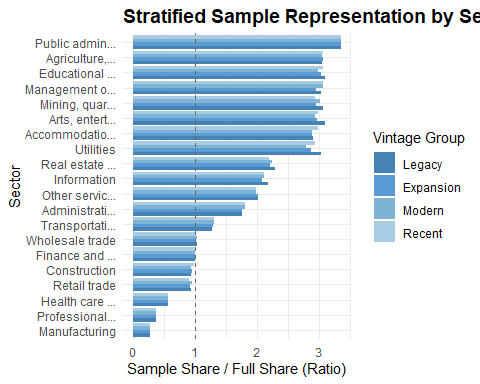 Stratified Sample Representation by Se
Public admin...
Agriculture,...
Educational ...
Management o...
Mining, quar...
Arts, entert...
Accommodatio...
Utilities
Real estate ...
Information
Other servic...
Administrati...
Transportati...
Wholesale trade
Finance and ...
Construction
Retail trade
Health care ...
Professional...
Manufacturing
Sector
0 1 2 3
Sample Share / Full Share (Ratio)
Vintage Group
Legacy
Expansion
Modern
Recent